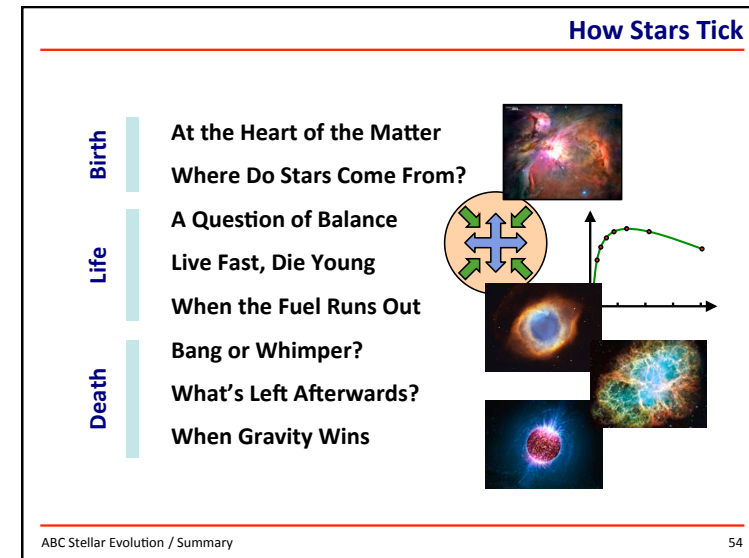 How Stars Tick
Birth
At the Heart of the Matter
Where Do Stars Come From?
Life
A Question of Balance
Live Fast, Die Young
When the Fuel Runs Out
Death
Bang or Whimper?
What's Left Afterwards?
When Gravity Wins
ABC Stellar Evolution / Summary 54